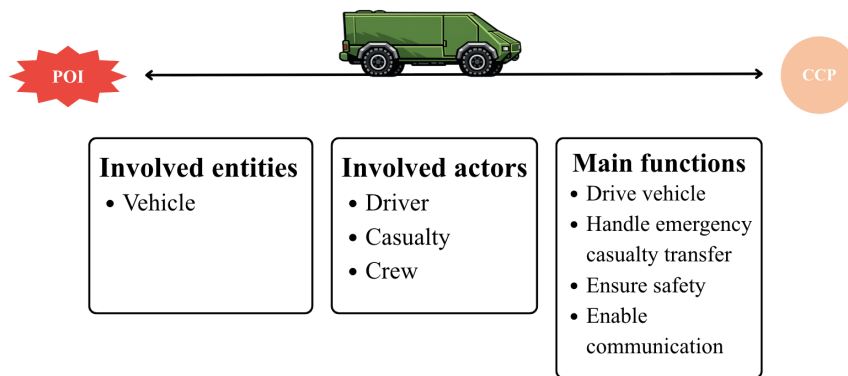 POI
CCP
Involved entities
• Vehicle
Involved actors
• Driver
• Casualty
• Crew
Main functions
• Drive vehicle
• Handle emergency
casualty transfer
• Ensure safety
• Enable
communication